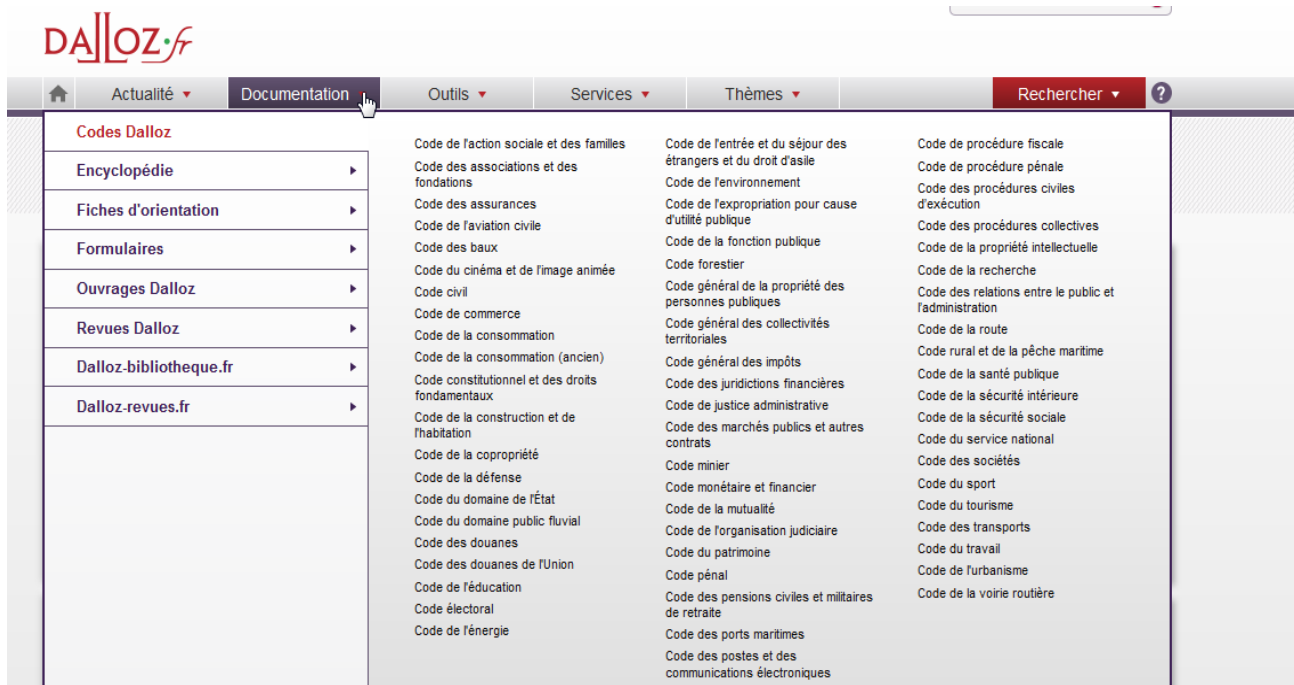 DALLOZ.fr
Actualité
Documentation
Outils
Services
Thèmes
Rechercher
?
Codes Dalloz
Encyclopédie
Fiches d'orientation
Formulaires
Ouvrages Dalloz
Revues Dalloz
Dalloz-bibliotheque.fr
Dalloz-revues.fr
Code de l'action sociale et des familles
Code des associations et des
fondations
Code des assurances
Code de l'aviation civile
Code des baux
Code du cinéma et de l'image animée
Code civil
Code de commerce
Code de la consommation
Code de la consommation (ancien)
Code constitutionnel et des droits
fondamentaux
Code de la construction et de
l'habitation
Code de la copropriété
Code de la défense
Code du domaine de l'État
Code du domaine public fluvial
Code des douanes
Code des douanes de l'Union
Code de l'éducation
Code électoral
Code de l'énergie
Code de l'entrée et du séjour des
étrangers et du droit d'asile
Code de l'environnement
Code de l'expropriation pour cause
d'utilité publique
Code de la fonction publique
Code forestier
Code général de la propriété des
personnes publiques
Code général des collectivités
territoriales
Code général des impôts
Code des juridictions financières
Code de justice administrative
Code des marchés publics et autres
contrats
Code minier
Code monétaire et financier
Code de la mutualité
Code de l'organisation judiciaire
Code du patrimoine
Code pénal
Code des pensions civiles et militaires
de retraite
Code des ports maritimes
Code des postes et des
communications électroniques
Code de procédure fiscale
Code de procédure pénale
Code des procédures civiles
d'exécution
Code des procédures collectives
Code de la propriété intellectuelle
Code de la recherche
Code des relations entre le public et
l'administration
Code de la route
Code rural et de la pêche maritime
Code de la santé publique
Code de la sécurité intérieure
Code de la sécurité sociale
Code du service national
Code des sociétés
Code du sport
Code du tourisme
Code des transports
Code du travail
Code de l'urbanisme
Code de la voirie routière